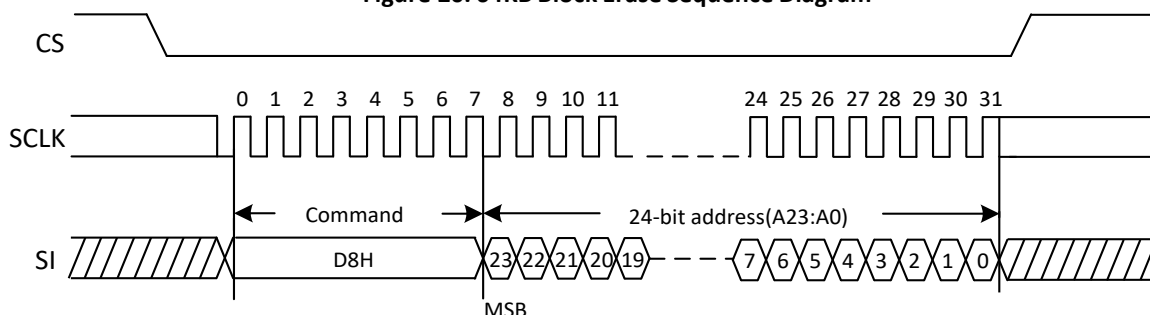 Figure Block Erase Sequence Diagram
CS
0 1 2 3 4 5 6 7 8 9 10 11 24 25 26 27 28 29 30 31
SCLK
Command 24-bit address(A23:A0)
SI D8H 23 22 21 20 19 7 6 5 4 3 2 1 0
MSB